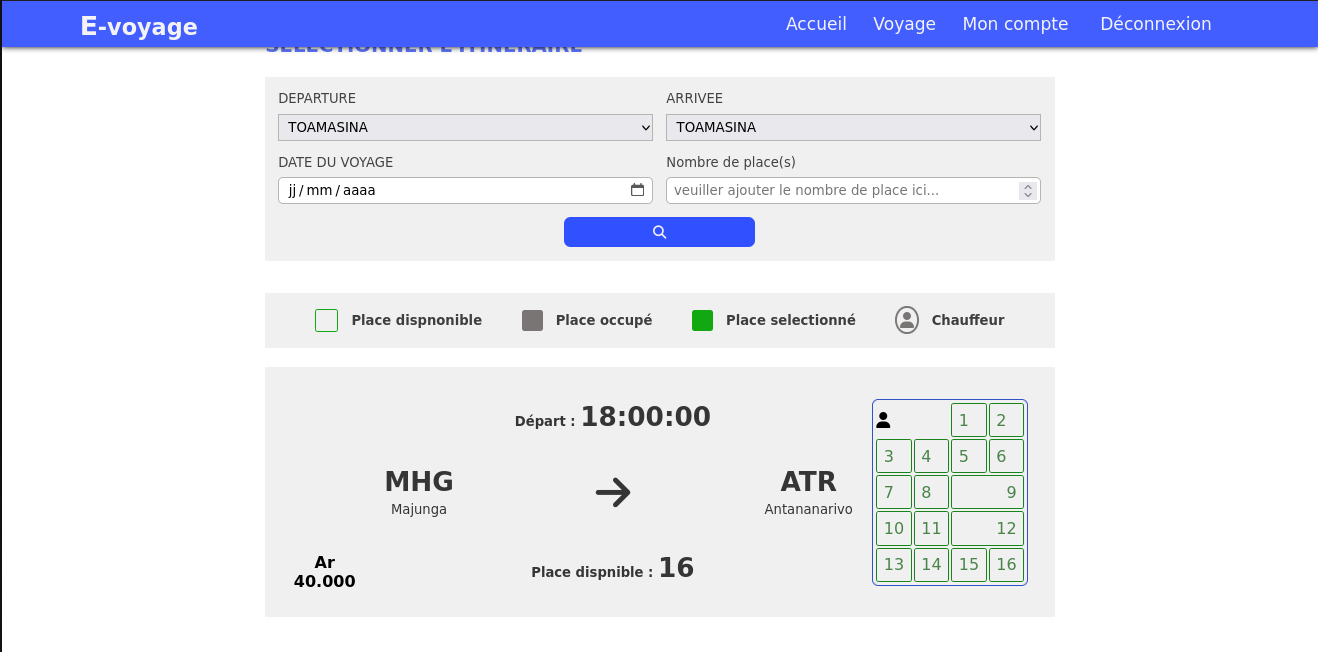 E-voyage
Accueil Voyage Mon compte Déconnexion
SELECTIONNER L'ITINERAIRE
DEPARTURE
ARRIVEE
TOAMASINA
TOAMASINA
DATE DU VOYAGE
Nombre de place(s)
jj/mm/aaaa
veuiller ajouter le nombre de place ici...
Place dispnonible
Place occupé
Place selectionné
Chauffeur
Départ : 18:00:00
MHG
Majunga
ATR
Antananarivo
Ar
40.000
Place dispnible : 16
1 2
3 4 5 6
7 8 9
10 11 12
13 14 15 16